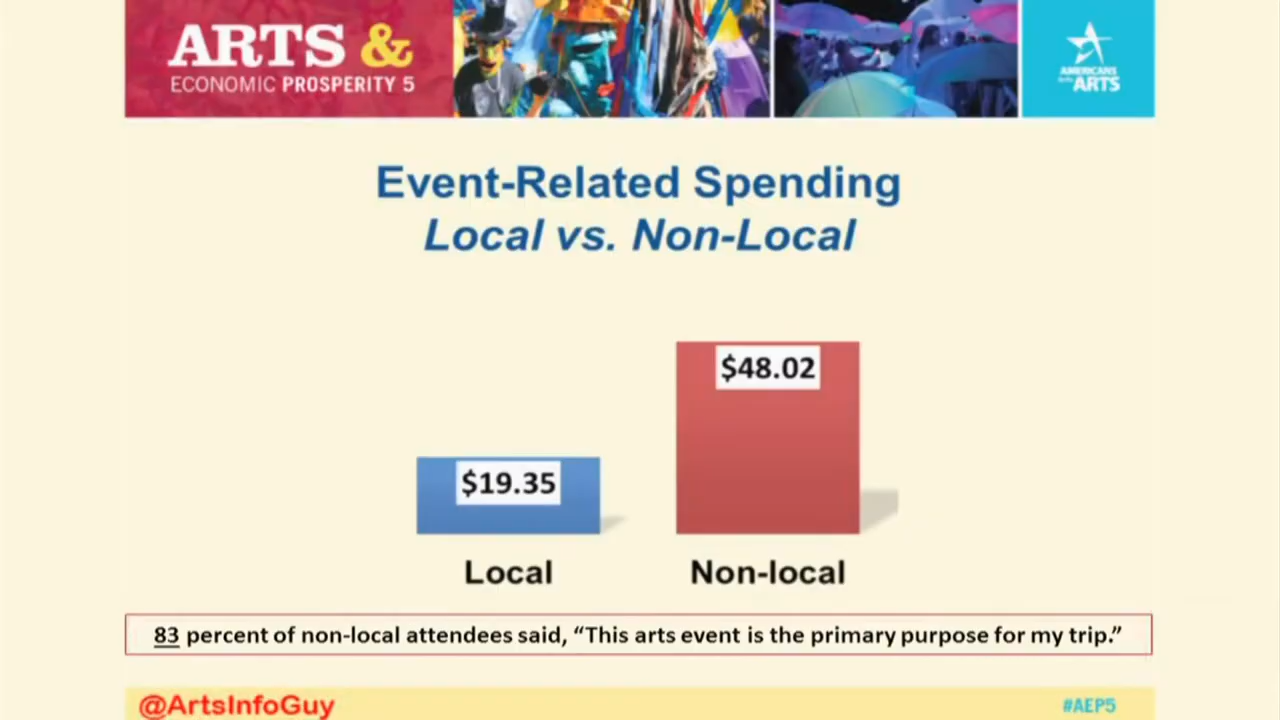 ARTS &
ECONOMIC PROSPERITY 5
AMERICANS
for the ARTS
Event-Related Spending
Local vs. Non-Local
$48.02
$19.35
Local Non-local
83 percent of non-local attendees said, “This arts event is the primary purpose for my trip.”
@ArtsInfoGuy #AEP5